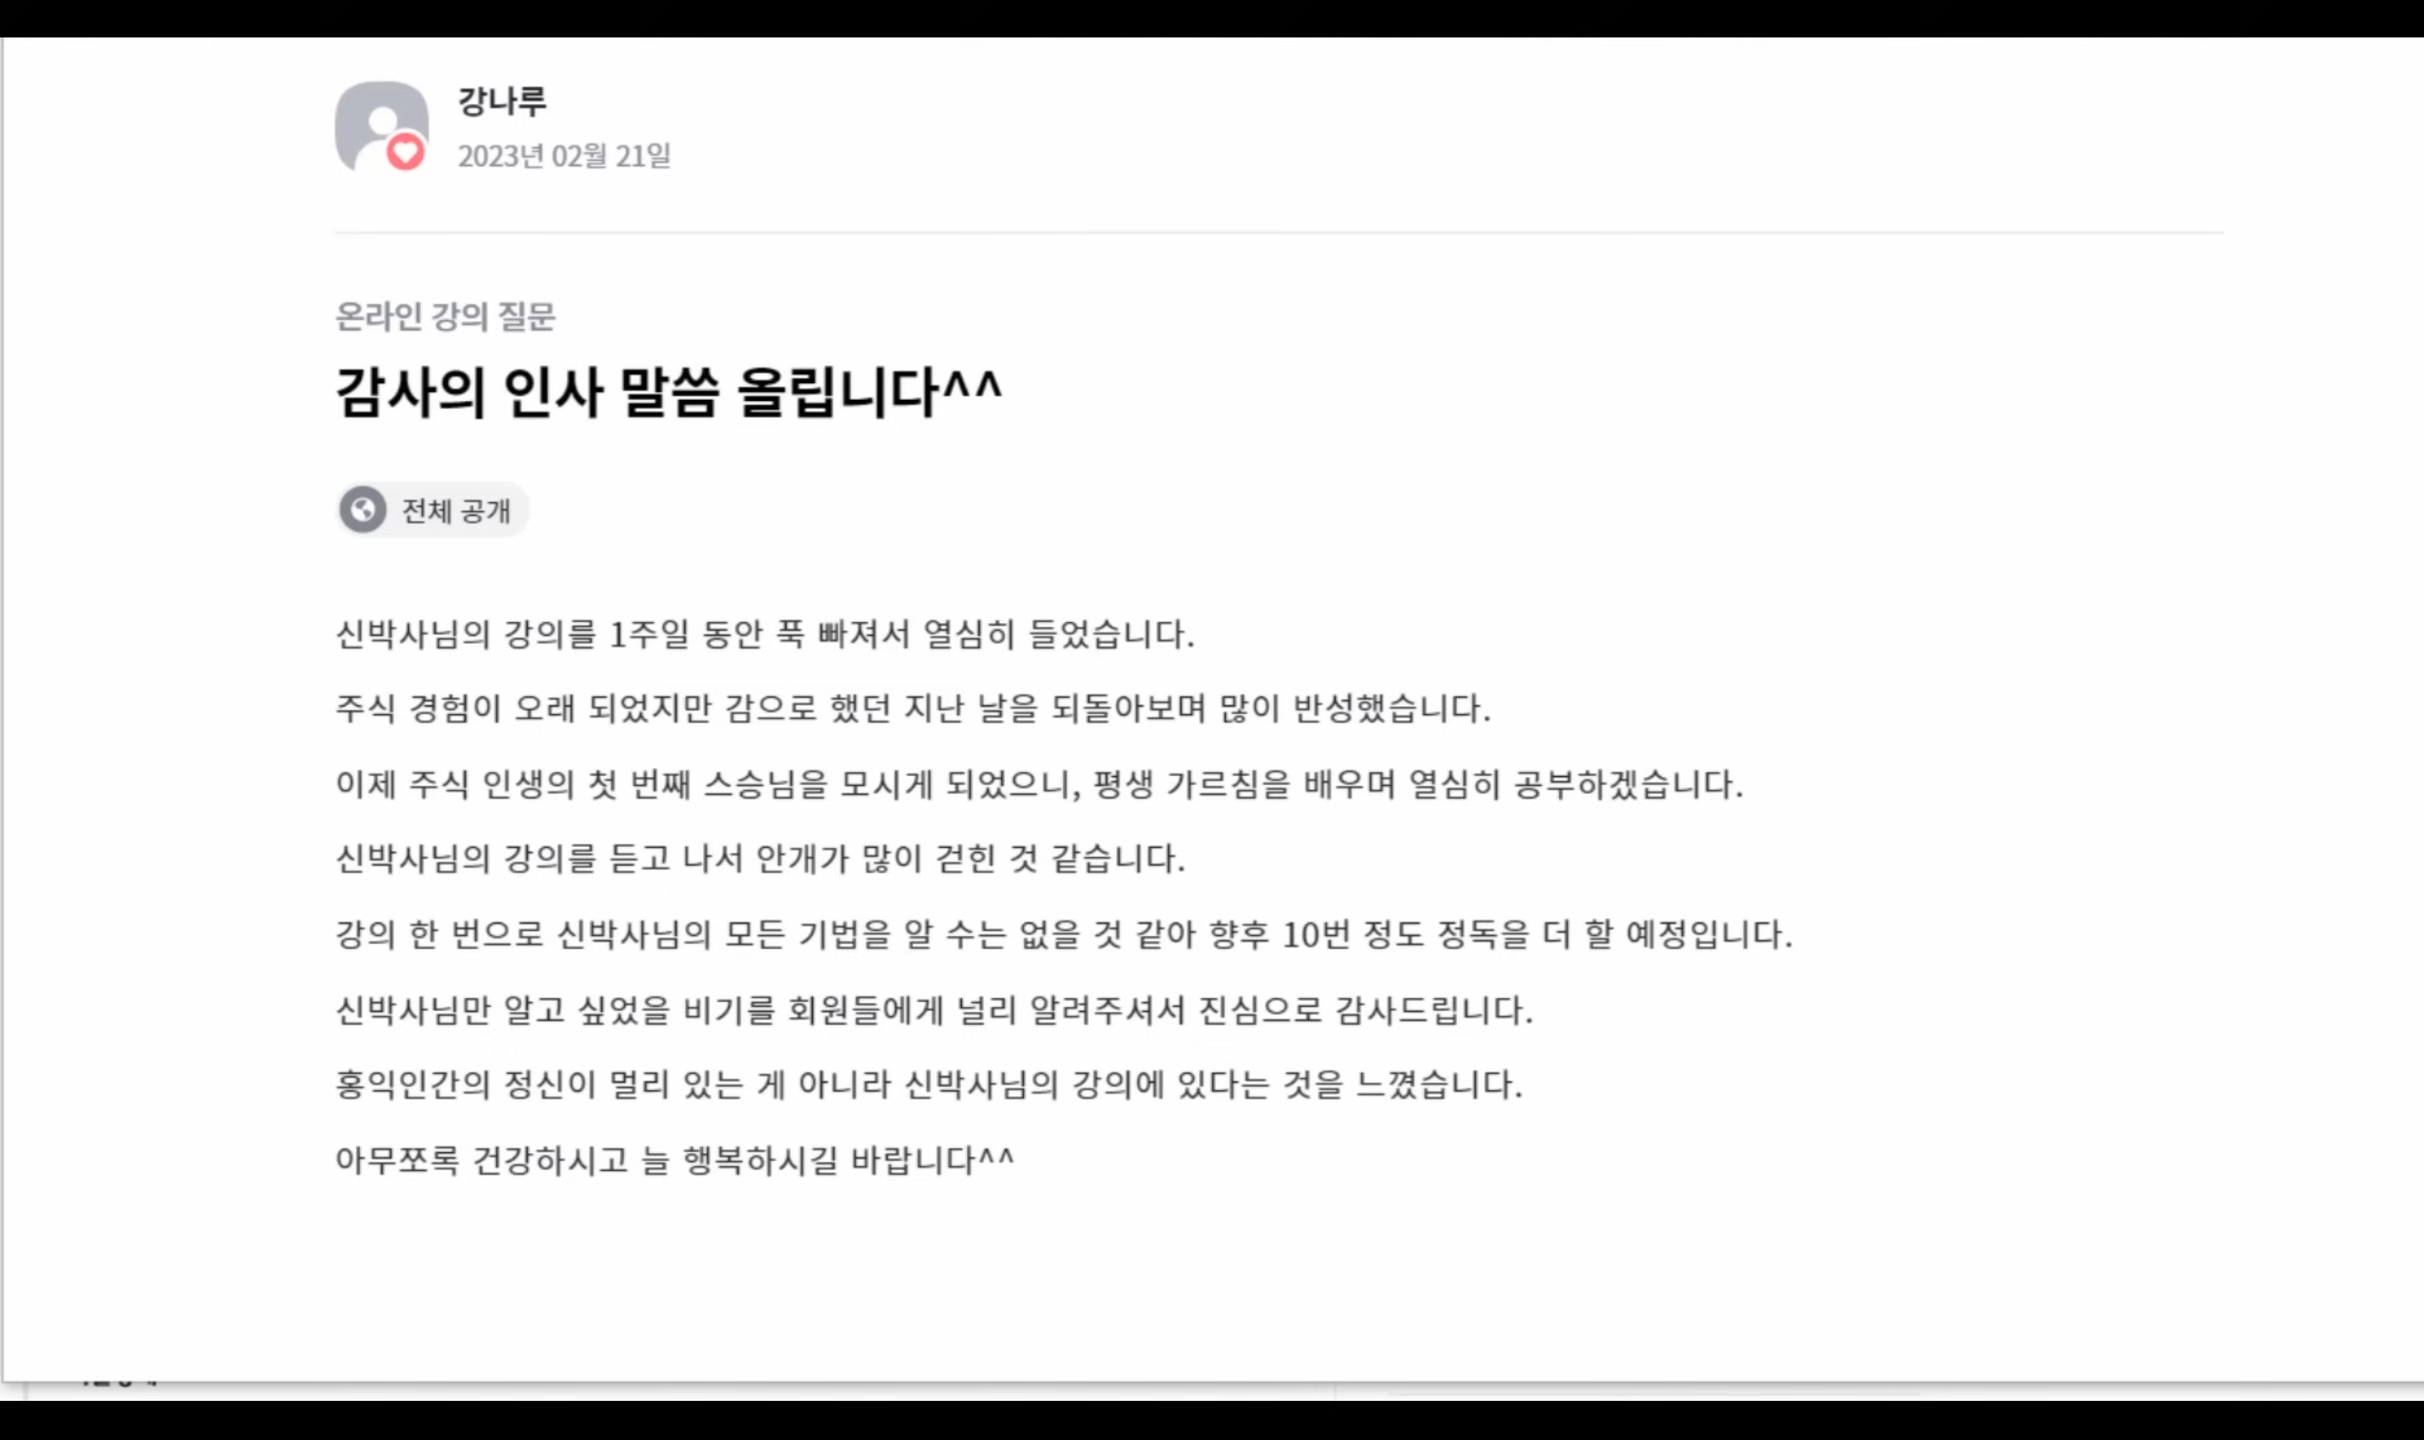 강나루
2023년 02월 21일
온라인 강의 질문
감사의 인사 말씀 올립니다^^
전체 공개
신박사님의 강의를 1주일 동안 푹 빠져서 열심히 들었습니다.
주식 경험이 오래 되었지만 감으로 했던 지난 날을 되돌아보며 많이 반성했습니다.
이제 주식 인생의 첫 번째 스승님을 모시게 되었으니, 평생 가르침을 배우며 열심히 공부하겠습니다.
신박사님의 강의를 듣고 나서 안개가 많이 걷힌 것 같습니다.
강의 한 번으로 신박사님의 모든 기법을 알 수는 없을 것 같아 향후 10번 정도 정독을 더 할 예정입니다.
신박사님만 알고 싶었을 비기를 회원들에게 널리 알려주셔서 진심으로 감사드립니다.
홍익인간의 정신이 멀리 있는 게 아니라 신박사님의 강의에 있다는 것을 느꼈습니다.
아무쪼록 건강하시고 늘 행복하시길 바랍니다^^